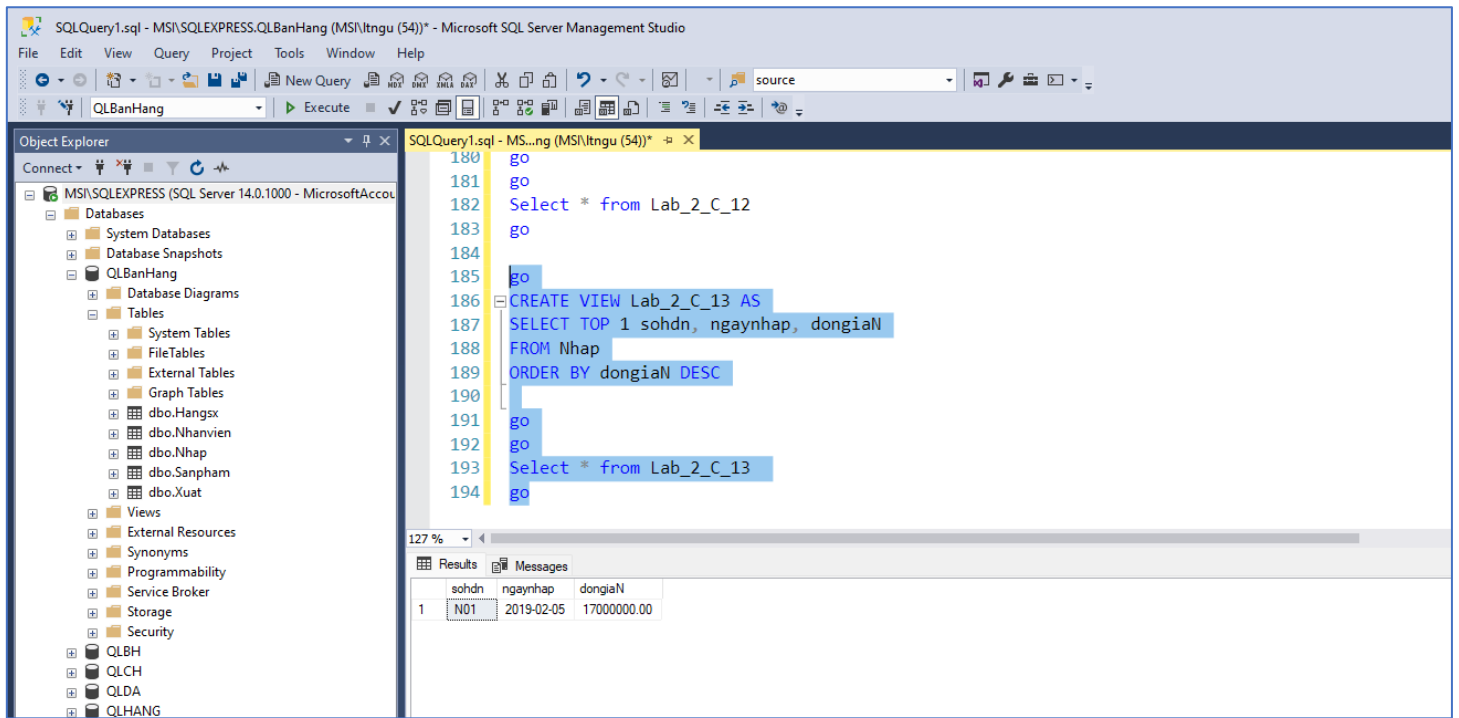 SQLQuery1.sql - MSI\SQLEXPRESS.QLBanHang (MSI\ltngu (54))* - Microsoft SQL Server Management Studio
File Edit View Query Project Tools Window Help
New Query MDX DMX XMLA DAX source
QLBanHang Execute
Object Explorer
Connect
MSI\SQLEXPRESS (SQL Server 14.0.1000 - MicrosoftAccou
Databases
System Databases
Database Snapshots
QLBanHang
Database Diagrams
Tables
System Tables
FileTables
External Tables
Graph Tables
dbo.Hangsx
dbo.Nhanvien
dbo.Nhap
dbo.Sanpham
dbo.Xuat
Views
External Resources
Synonyms
Programmability
Service Broker
Storage
Security
QLBH
QLCH
QLDA
QLHANG
SQLQuery1.sql - MS...ng (MSI\ltngu (54))*
180 go
181 go
182 Select * from Lab_2_C_12
183 go
184
185 go
186 CREATE VIEW Lab_2_C_13 AS
187 SELECT TOP 1 sohdn, ngaynhap, dongiaN
188 FROM Nhap
189 ORDER BY dongiaN DESC
190
191 go
192 go
193 Select * from Lab_2_C_13
194 go
127 %
Results Messages
sohdn ngaynhap dongiaN
1 N01 2019-02-05 17000000.00